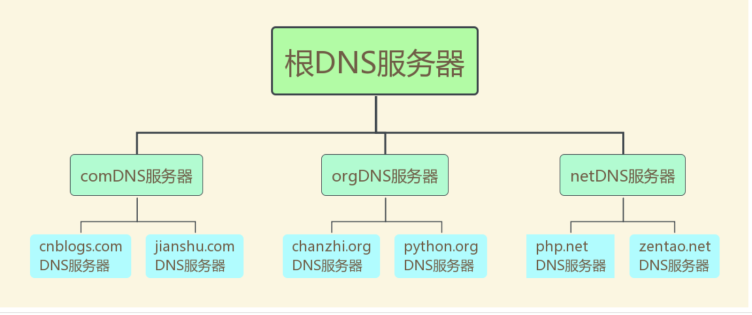 根DNS服务器
comDNS服务器
orgDNS服务器
netDNS服务器
cnblogs.com
DNS服务器
jianshu.com
DNS服务器
chanzhi.org
DNS服务器
python.org
DNS服务器
php.net
DNS服务器
zentao.net
DNS服务器